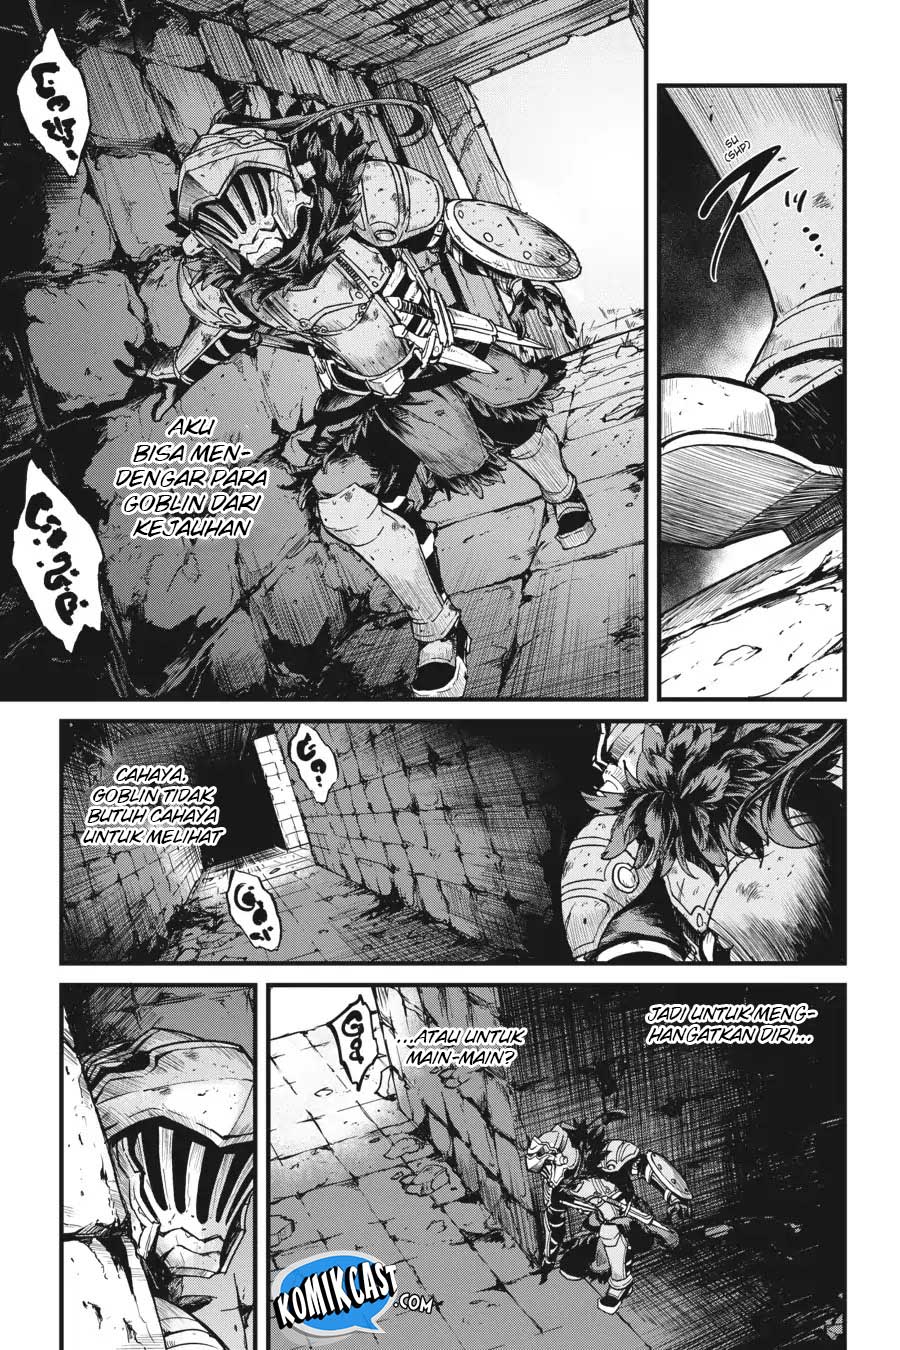 SU
(SHP)
AKU
BISA MEN-
DENGAR PARA
GOBLIN DARI
KEJAUHAN
CAHAYA,
GOBLIN TIDAK
BUTUH CAHAYA
UNTUK MELIHAT
JADI UNTUK MENG-
HANGATKAN DIRI...
...ATAU UNTUK
MAIN-MAIN?
KOMIKCAST
.COM